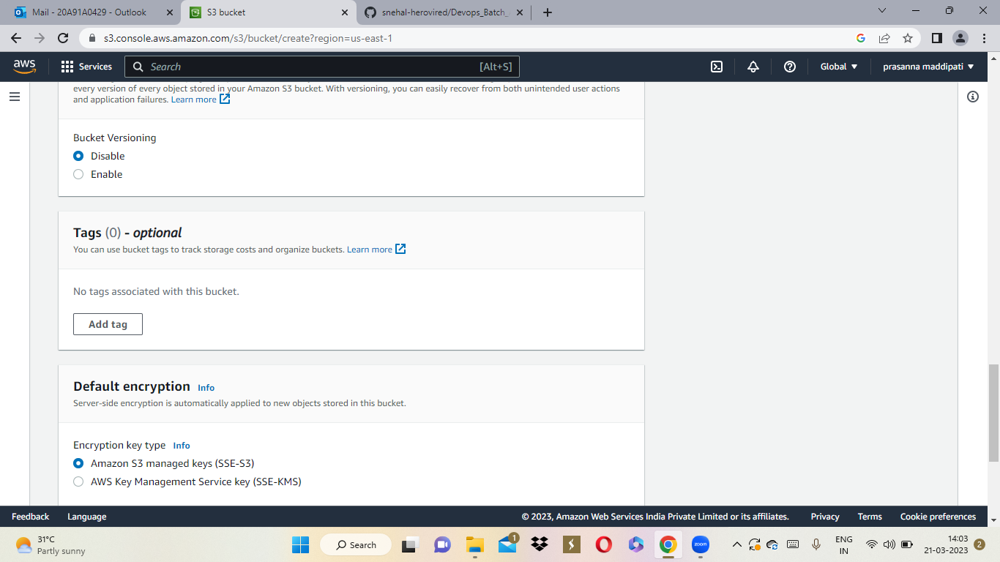 Mail - 20A91A0429 - Outlook
S3 bucket
snehal-herovired/Devops_Batch_
s3.console.aws.amazon.com/s3/bucket/create?region=us-east-1
aws
Services
Search
[Alt+S]
Global
prasanna maddipati
every version of every object stored in your Amazon S3 bucket. With versioning, you can easily recover from both unintended user actions
and application failures. Learn more
Bucket Versioning
Disable
Enable
Tags (0) - optional
You can use bucket tags to track storage costs and organize buckets. Learn more
No tags associated with this bucket.
Add tag
Default encryption Info
Server-side encryption is automatically applied to new objects stored in this bucket.
Encryption key type Info
Amazon S3 managed keys (SSE-S3)
AWS Key Management Service key (SSE-KMS)
Feedback
Language
© 2023, Amazon Web Services India Private Limited or its affiliates.
Privacy
Terms
Cookie preferences
31°C
Partly sunny
Search
1
zoom
ENG
IN
14:03
21-03-2023
2